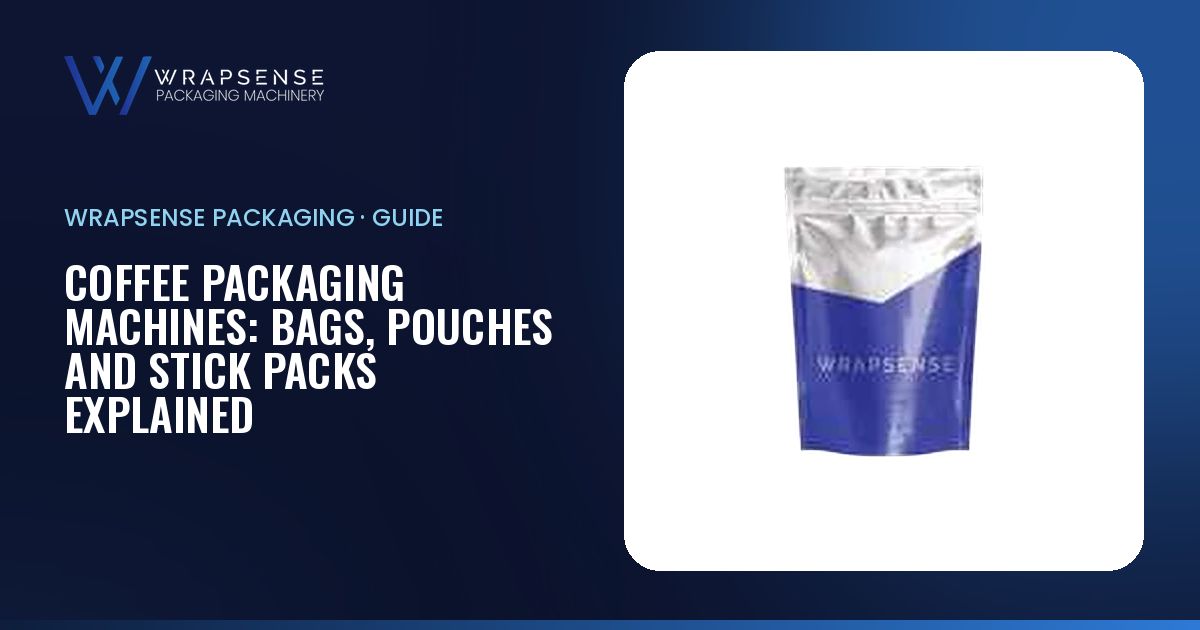 WRAPSENSE
PACKAGING MACHINERY
WRAPSENSE PACKAGING · GUIDE
COFFEE PACKAGING
MACHINES: BAGS, POUCHES
AND STICK PACKS
EXPLAINED
WRAPSENSE